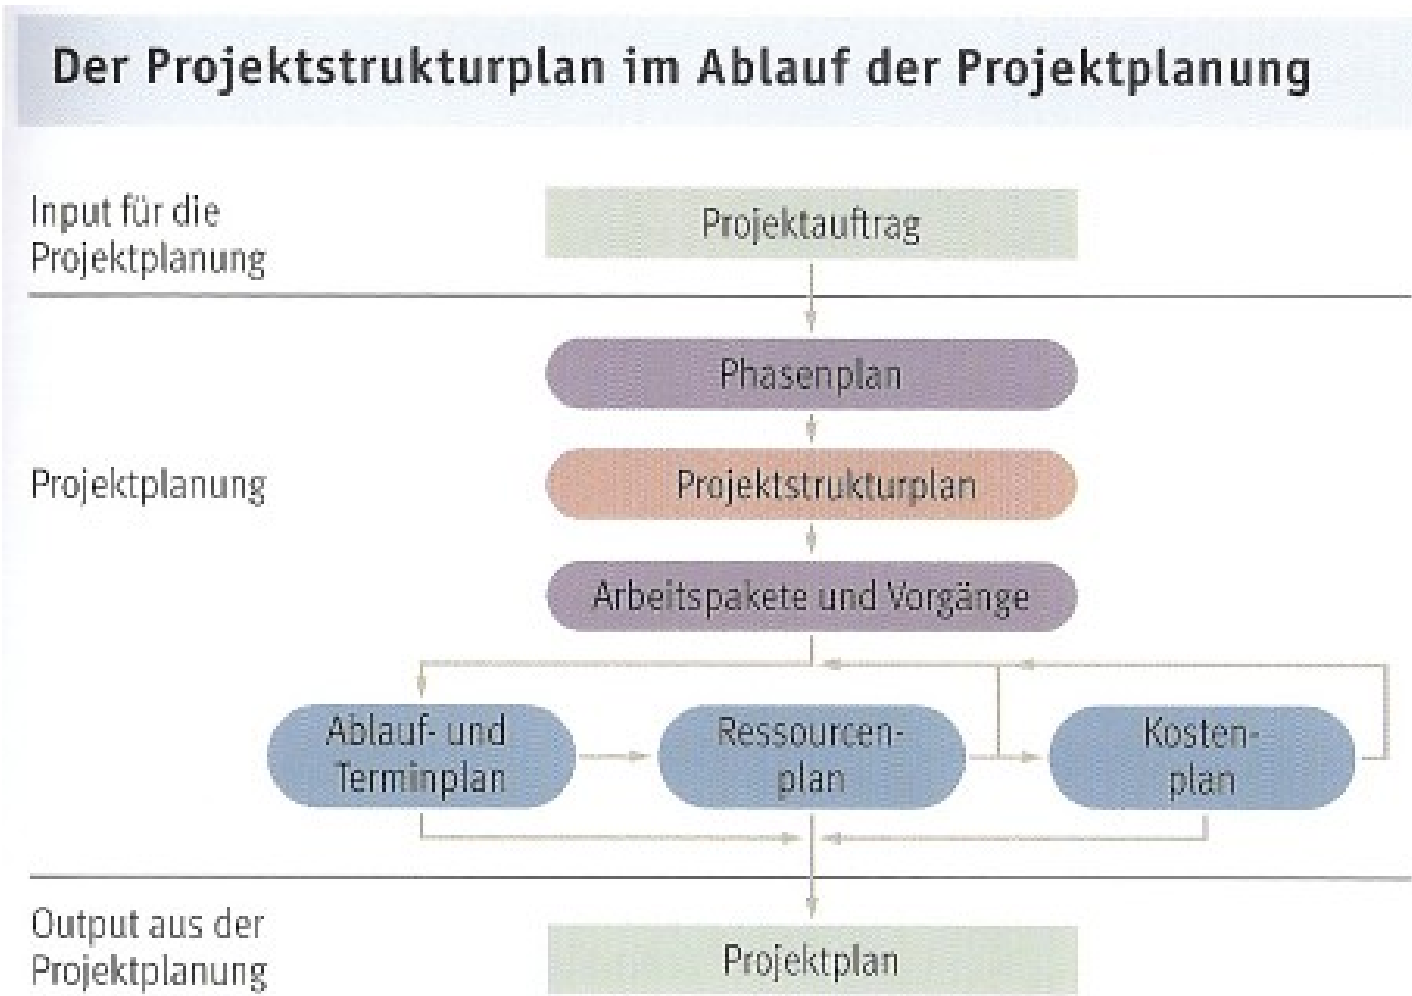 Der Projektstrukturplan im Ablauf der Projektplanung
Input für die
Projektplanung
Projektauftrag
Phasenplan
Projektplanung
Projektstrukturplan
Arbeitspakete und Vorgänge
Ablauf- und
Terminplan
Ressourcen-
plan
Kosten-
plan
Output aus der
Projektplanung
Projektplan